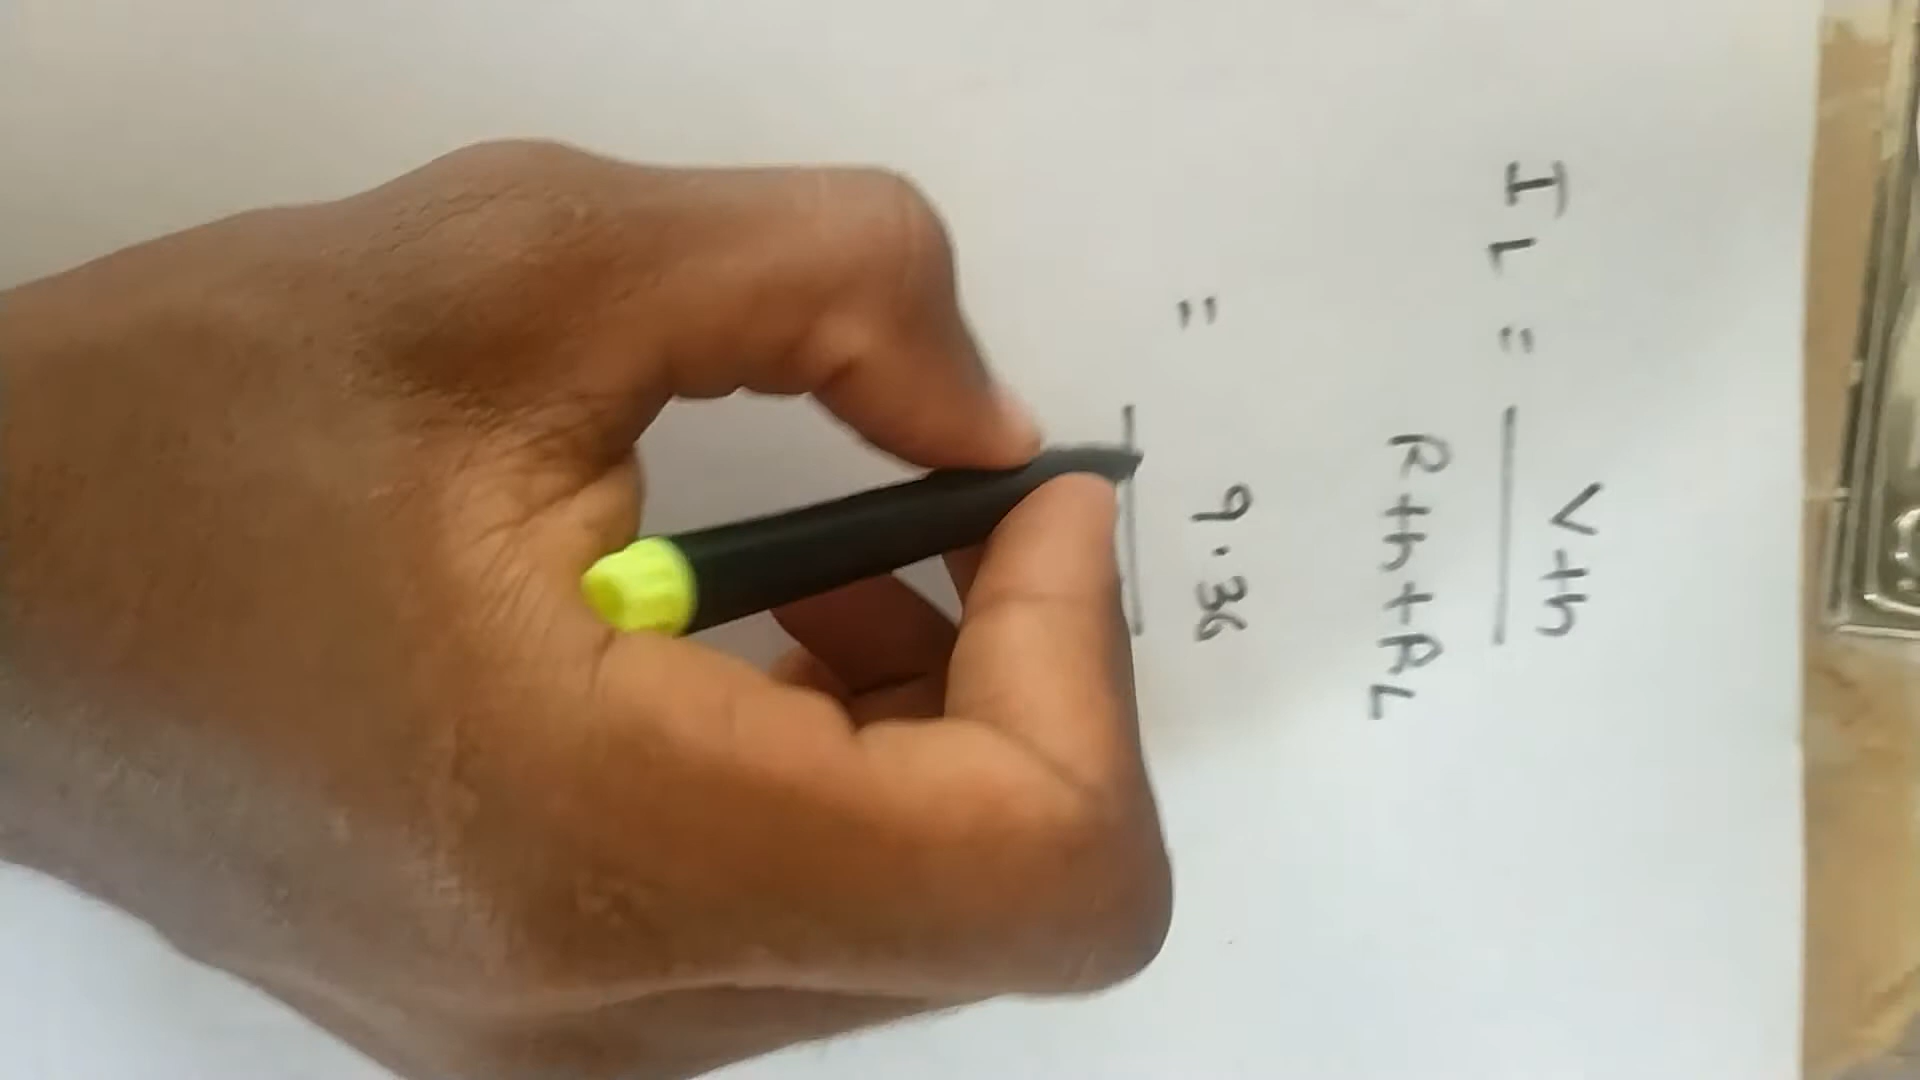 IL = Vth
Rth+RL
= 9.36